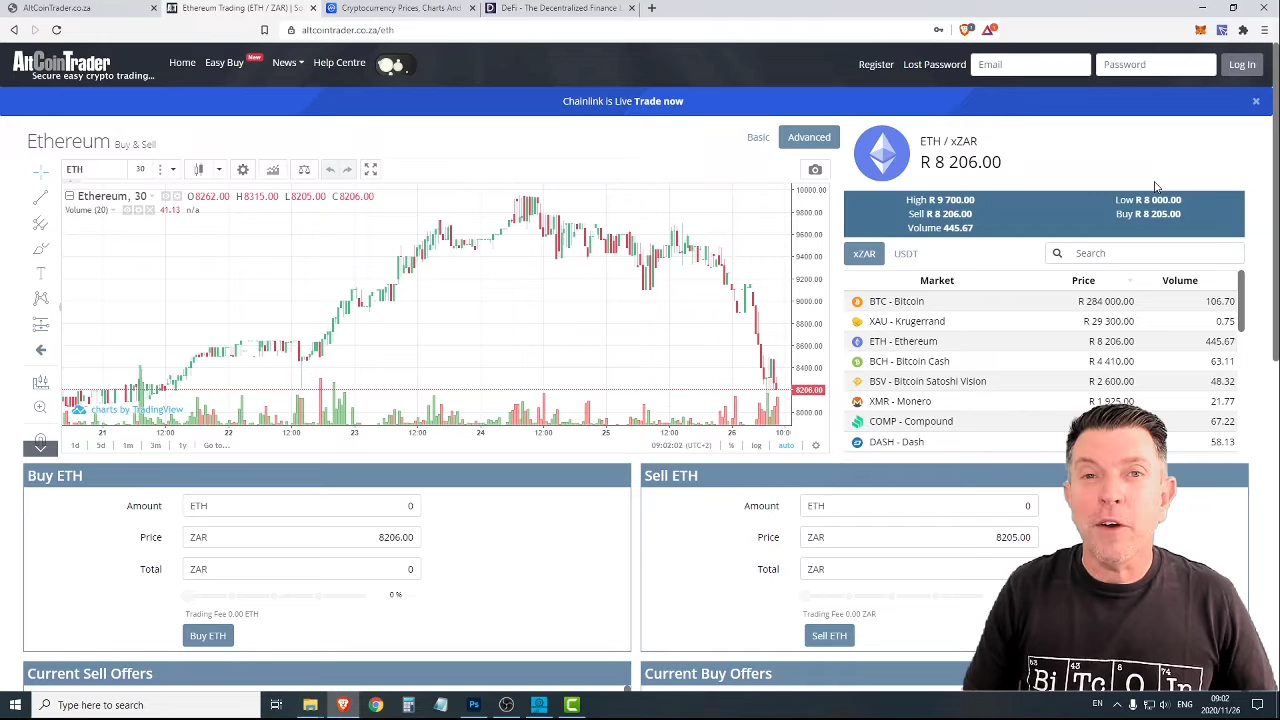 AltCoinTrader.co.za
Ethereum Trading (ETH / ZAR) | So
Cryptocurrency Prices, Charts And
DeFi - The Decentralized Finance L
altcointrader.co.za/eth
AltCoinTrader
Secure easy crypto trading...
Home Easy Buy New News Help Centre
Register Lost Password Email Password Log In
Chainlink is Live Trade now
Ethereum Buy & Sell
Basic Advanced
ETH / xZAR
R 8 206.00
ETH 30
Ethereum, 30 O8262.00 H8315.00 L8205.00 C8206.00
Volume (20) 41.13 n/a
High R 9 700.00 Low R 8 000.00
Sell R 8 206.00 Buy R 8 205.00
Volume 445.67
xZAR USDT Search
Market Price Volume
BTC - Bitcoin R 284 000.00 106.70
XAU - Krugerrand R 29 300.00 0.75
ETH - Ethereum R 8 206.00 445.67
BCH - Bitcoin Cash R 4 410.00 63.11
BSV - Bitcoin Satoshi Vision R 2 600.00 48.32
XMR - Monero R 1 925.00 21.77
COMP - Compound 67.22
DASH - Dash 58.13
10000.00
9600.00
9300.00
9000.00
8600.00
8400.00
8206.00
8000.00
charts by TradingView
21 12:00 22 12:00 23 12:00 24 12:00 25 12:00 26 10:0
1d 5d 1m 3m 1y Go to... 09:02:02 (UTC+2) % log auto
Buy ETH
Amount ETH 0
Price ZAR 8206.00
Total ZAR 0
0 %
Trading Fee 0.00 ETH
Buy ETH
Sell ETH
Amount ETH 0
Price ZAR 8205.00
Total ZAR
Trading Fee 0.00 ZAR
Sell ETH
Current Sell Offers
Current Buy Offers
Bi TC O In
Type here to search
EN ENG 09:02
2020/11/26